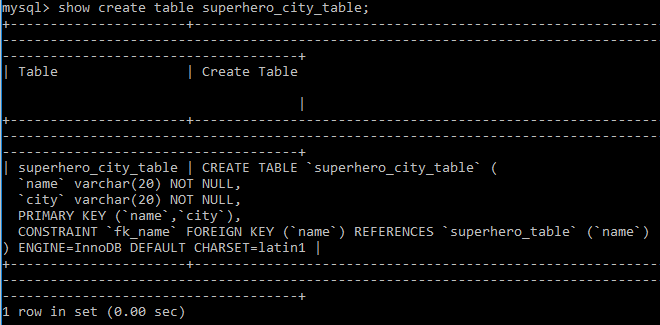 mysql> show create table superhero_city_table;
+----------------------+--------------------------------------------------------
--------------------------------------------------------------------------------
------------------------------------+
| Table                | Create Table
                                    |
+----------------------+--------------------------------------------------------
--------------------------------------------------------------------------------
------------------------------------+
| superhero_city_table | CREATE TABLE `superhero_city_table` (
  `name` varchar(20) NOT NULL,
  `city` varchar(20) NOT NULL,
  PRIMARY KEY (`name`,`city`),
  CONSTRAINT `fk_name` FOREIGN KEY (`name`) REFERENCES `superhero_table` (`name`)
) ENGINE=InnoDB DEFAULT CHARSET=latin1 |
+----------------------+--------------------------------------------------------
--------------------------------------------------------------------------------
------------------------------------+
1 row in set (0.00 sec)